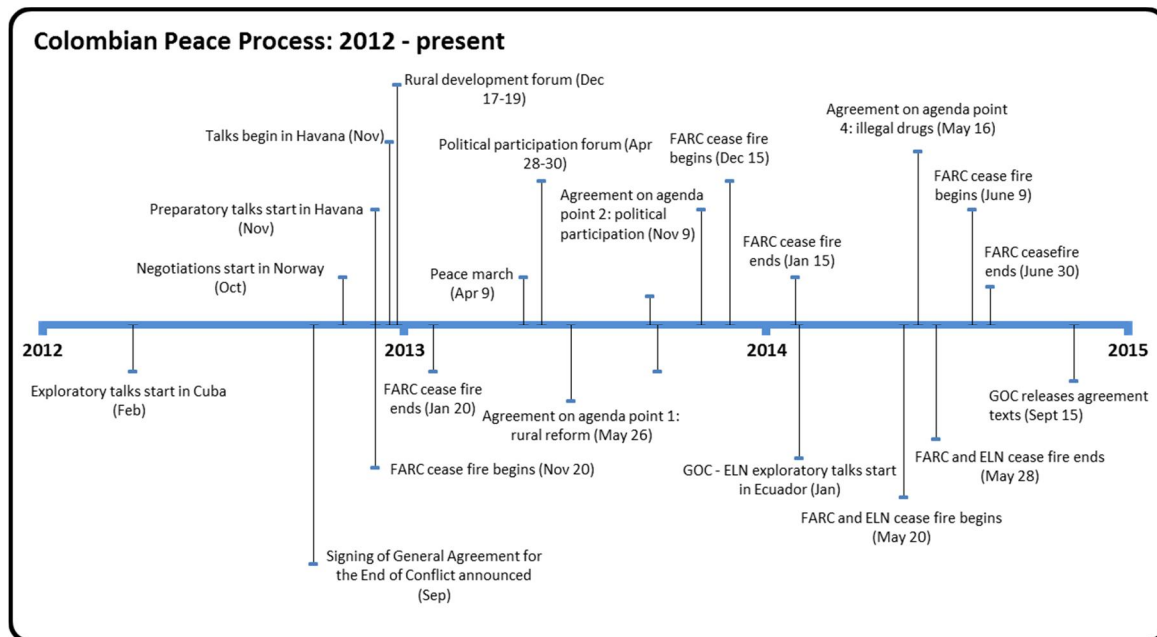 Colombian Peace Process: 2012 - present
Rural development forum (Dec
17-19)
Talks begin in Havana (Nov)
Preparatory talks start in Havana
(Nov)
Negotiations start in Norway
(Oct)
Political participation forum (Apr
28-30)
Peace march
(Apr 9)
Agreement on agenda
point 2: political
participation (Nov 9)
FARC cease fire
begins (Dec 15)
FARC cease fire
ends (Jan 15)
Agreement on agenda point
4: illegal drugs (May 16)
FARC cease fire
begins (June 9)
FARC ceasefire
ends (June 30)
2012
2013
2014
2015
Exploratory talks start in Cuba
(Feb)
FARC cease fire
ends (Jan 20)
Agreement on agenda point 1:
rural reform (May 26)
FARC cease fire begins (Nov 20)
Signing of General Agreement for
the End of Conflict announced
(Sep)
GOC - ELN exploratory talks start
in Ecuador (Jan)
FARC and ELN cease fire begins
(May 20)
FARC and ELN cease fire ends
(May 28)
GOC releases agreement
texts (Sept 15)